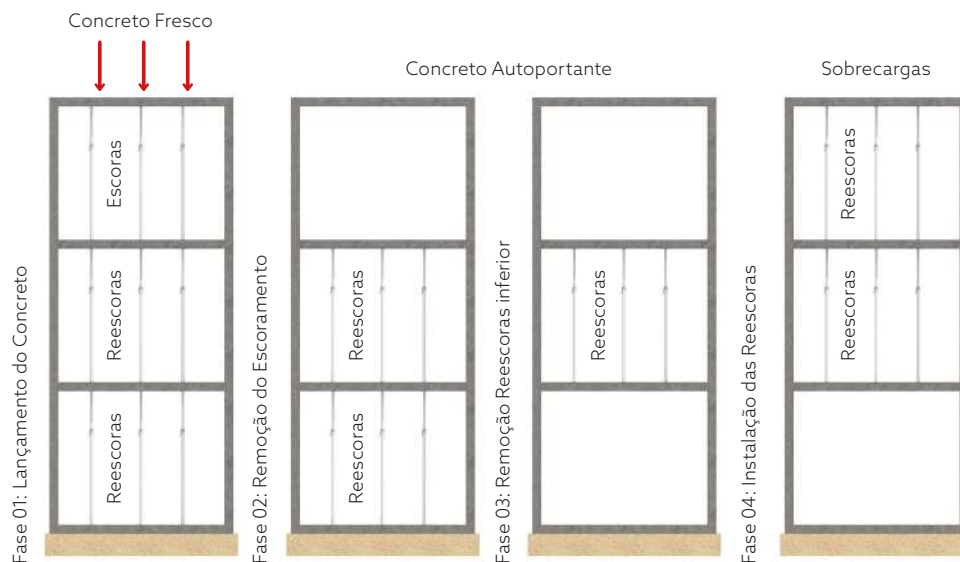 Concreto Fresco
Concreto Autoportante
Sobrecargas
Fase 01: Lançamento do Concreto
Escoras
Reescoras
Reescoras
Fase 02: Remoção do Escoramento
Reescoras
Reescoras
Fase 03: Remoção Reescoras inferior
Reescoras
Fase 04: Instalação das Reescoras
Reescoras
Reescoras